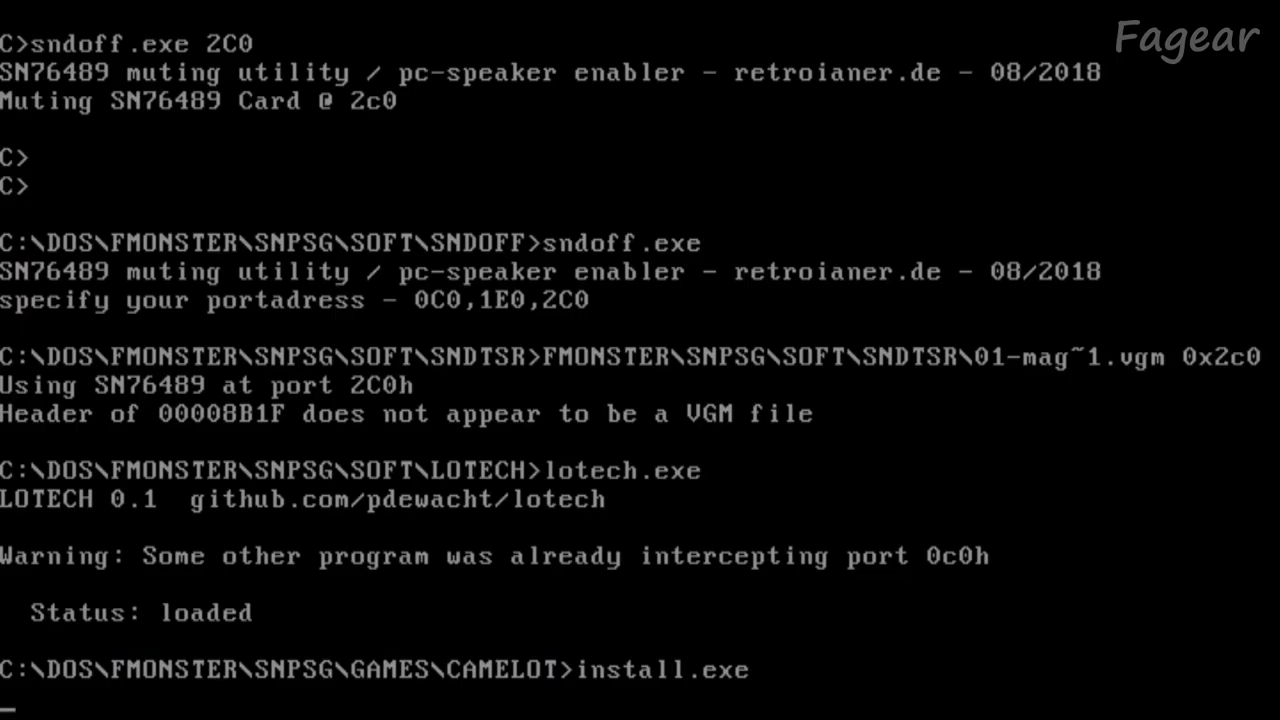 Fagear
C>sndoff.exe 2C0
SN76489 muting utility / pc-speaker enabler - retroianer.de - 08/2018
Muting SN76489 Card @ 2c0
C>
C>
C:\DOS\FMONSTER\SNPSG\SOFT\SNDOFF>sndoff.exe
SN76489 muting utility / pc-speaker enabler - retroianer.de - 08/2018
specify your portadress - 0C0,1E0,2C0
C:\DOS\FMONSTER\SNPSG\SOFT\SNDTSR>FMONSTER\SNPSG\SOFT\SNDTSR\01-mag~1.vgm 0x2c0
Using SN76489 at port 2C0h
Header of 00008B1F does not appear to be a VGM file
C:\DOS\FMONSTER\SNPSG\SOFT\LOTECH>lotech.exe
LOTECH 0.1  github.com/pdewacht/lotech
Warning: Some other program was already intercepting port 0c0h
Status: loaded
C:\DOS\FMONSTER\SNPSG\GAMES\CAMELOT>install.exe